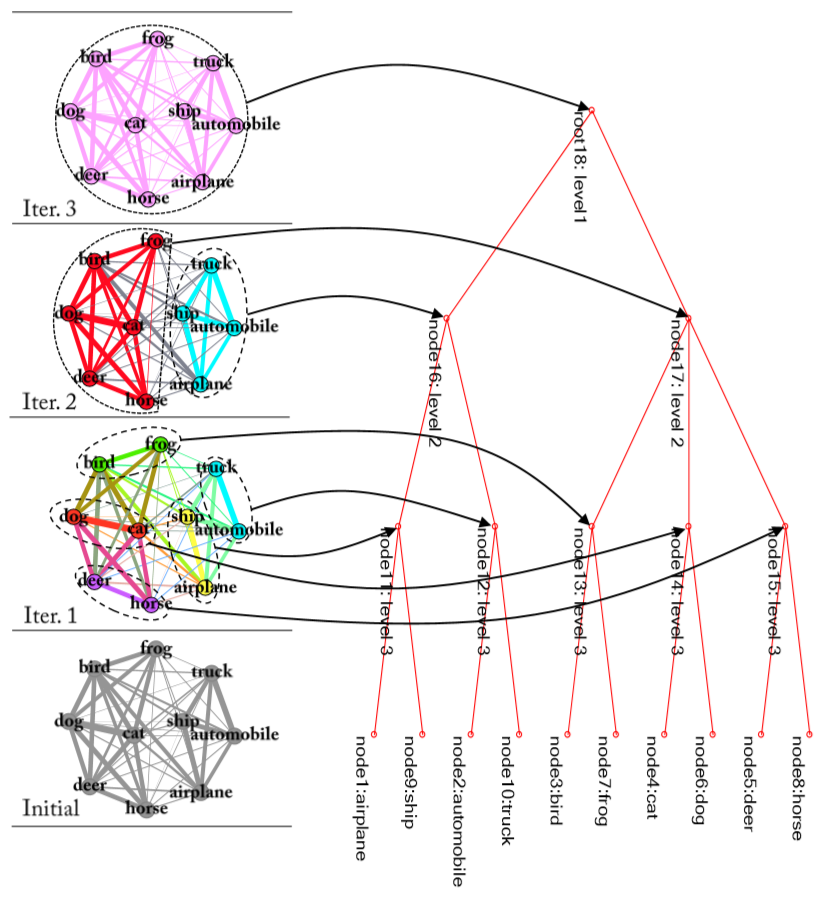 frog
bird
truck
dog
ship
cat
automobile
deer
airplane
horse
Iter. 3
frog
bird
truck
dog
ship
cat
automobile
deer
airplane
horse
Iter. 2
frog
bird
truck
dog
ship
cat
automobile
deer
airplane
horse
Iter. 1
frog
bird
truck
dog
ship
cat
automobile
deer
airplane
horse
Initial
root18: level1
node16: level 2
node17: level 2
node11: level 3
node12: level 3
node13: level 3
node14: level 3
node15: level 3
node1:airplane
node9:ship
node2:automobile
node10:truck
node3:bird
node7:frog
node4:cat
node6:dog
node5:deer
node8:horse